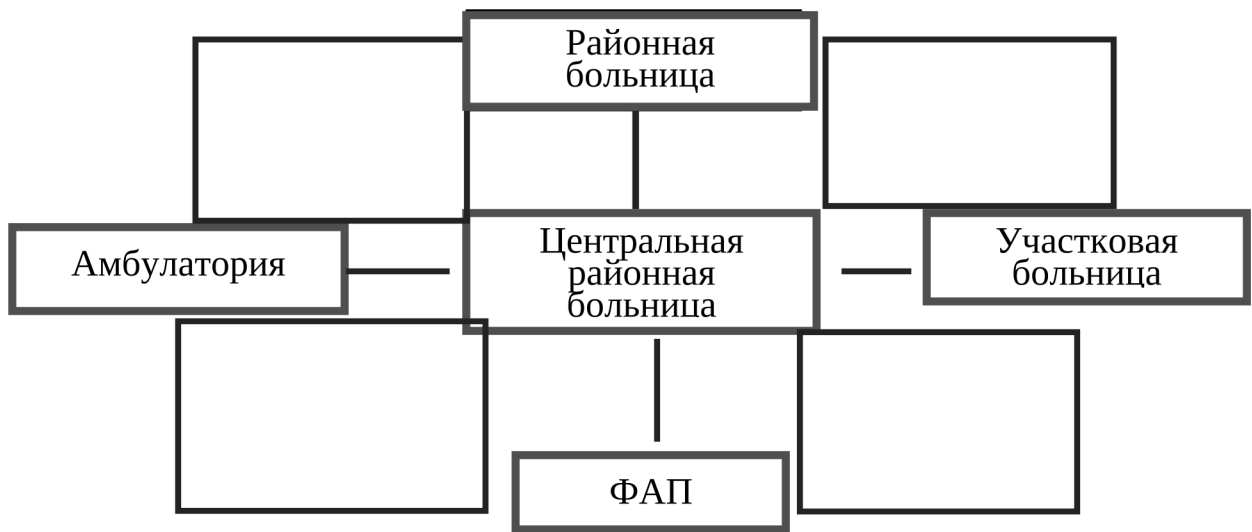 Районная
больница
Амбулатория
Центральная
районная
больница
Участковая
больница
ФАП